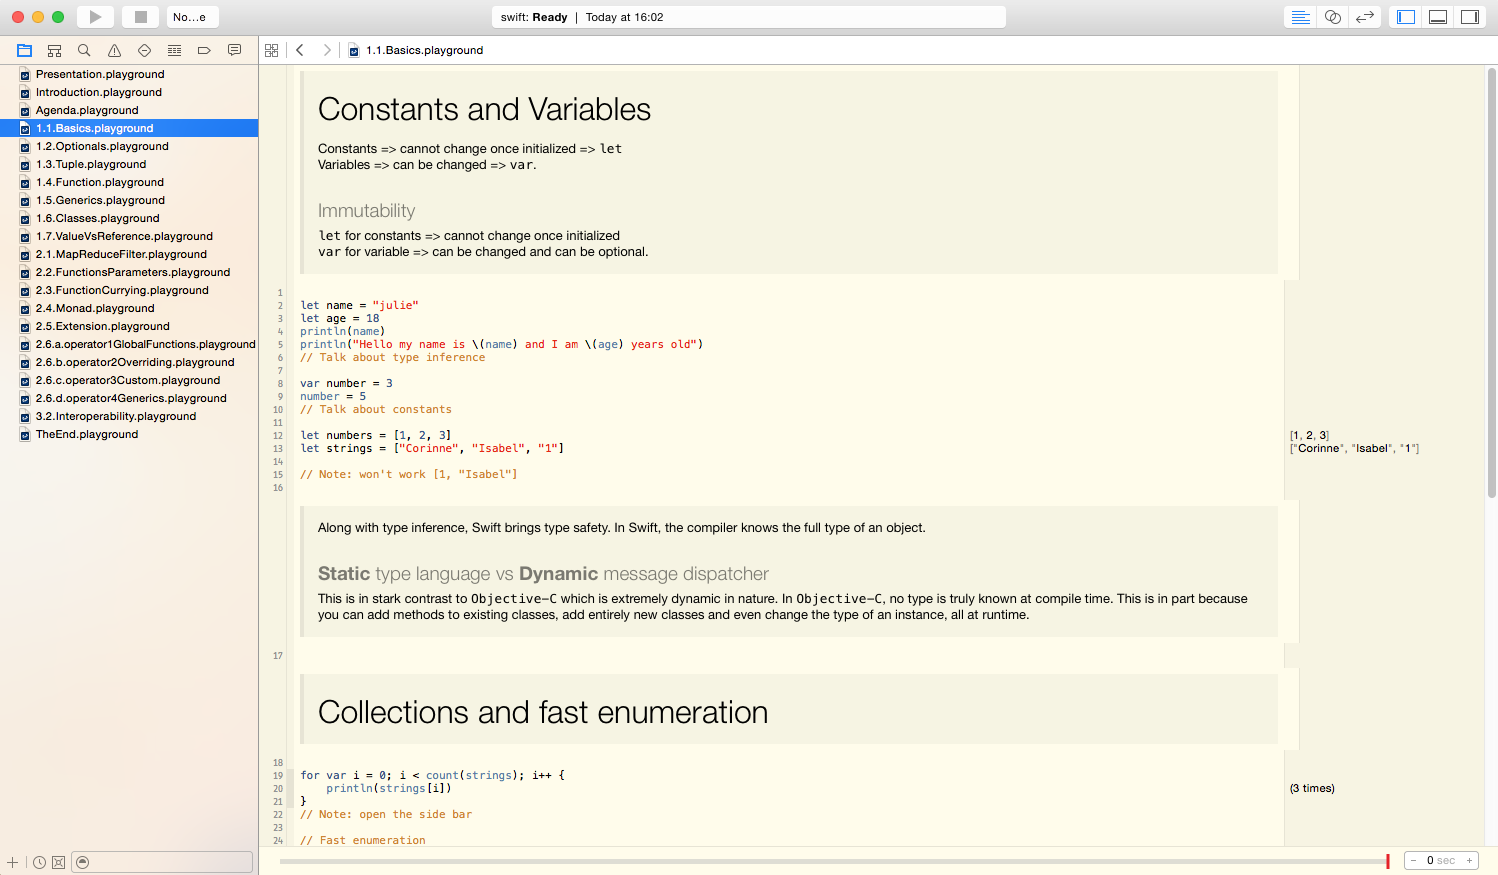 No...e
swift: Ready | Today at 16:02
1.1.Basics.playground
Presentation.playground
Introduction.playground
Agenda.playground
1.1.Basics.playground
1.2.Optionals.playground
1.3.Tuple.playground
1.4.Function.playground
1.5.Generics.playground
1.6.Classes.playground
1.7.ValueVsReference.playground
2.1.MapReduceFilter.playground
2.2.FunctionsParameters.playground
2.3.FunctionCurrying.playground
2.4.Monad.playground
2.5.Extension.playground
2.6.a.operator1GlobalFunctions.playground
2.6.b.operator2Overriding.playground
2.6.c.operator3Custom.playground
2.6.d.operator4Generics.playground
3.2.Interoperability.playground
TheEnd.playground
Constants and Variables
Constants => cannot change once initialized => let
Variables => can be changed => var.
Immutability
let for constants => cannot change once initialized
var for variable => can be changed and can be optional.
1
2 let name = "julie"
3 let age = 18
4 println(name)
5 println("Hello my name is \(name) and I am \(age) years old")
6 // Talk about type inference
7
8 var number = 3
9 number = 5
10 // Talk about constants
11
12 let numbers = [1, 2, 3] [1, 2, 3]
13 let strings = ["Corinne", "Isabel", "1"] ["Corinne", "Isabel", "1"]
14
15 // Note: won't work [1, "Isabel"]
16
Along with type inference, Swift brings type safety. In Swift, the compiler knows the full type of an object.
Static type language vs Dynamic message dispatcher
This is in stark contrast to Objective-C which is extremely dynamic in nature. In Objective-C, no type is truly known at compile time. This is in part because
you can add methods to existing classes, add entirely new classes and even change the type of an instance, all at runtime.
17
Collections and fast enumeration
18
19 for var i = 0; i < count(strings); i++ {
20 println(strings[i]) (3 times)
21 }
22 // Note: open the side bar
23
24 // Fast enumeration
- 0 sec +